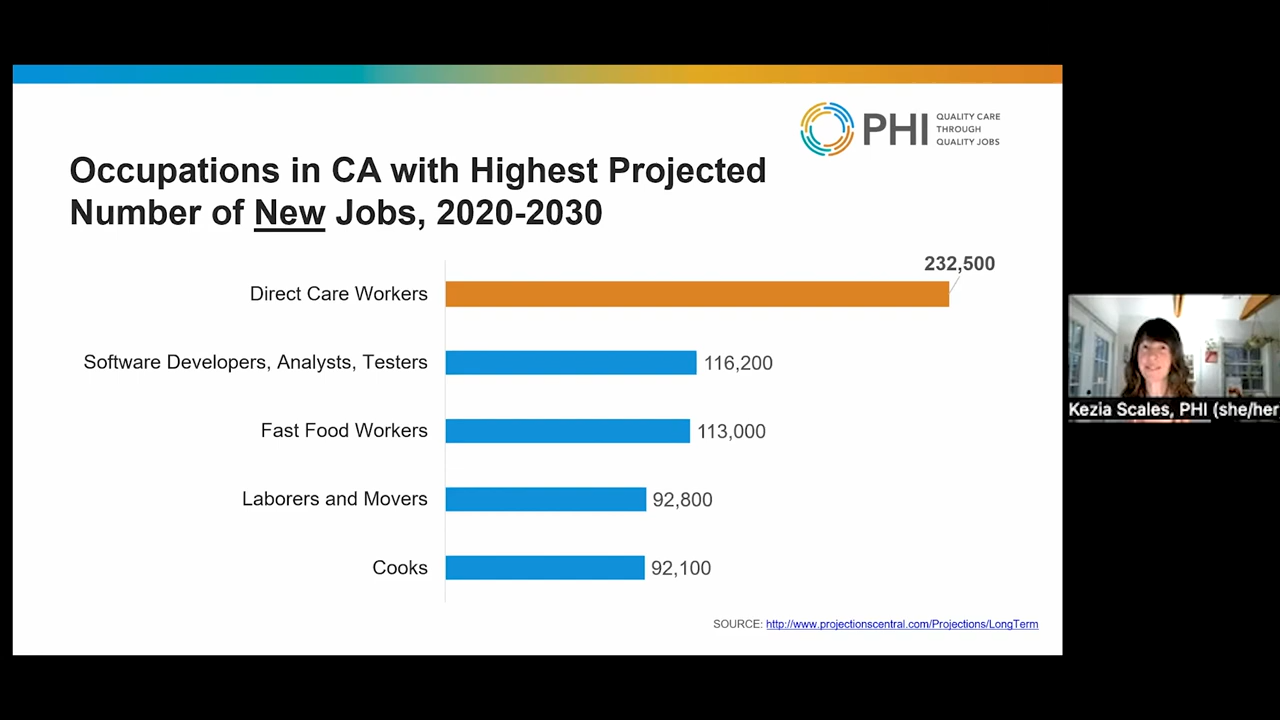 PHI
QUALITY CARE
THROUGH
QUALITY JOBS
Occupations in CA with Highest Projected
Number of New Jobs, 2020-2030
232,500
Direct Care Workers
Software Developers, Analysts, Testers 116,200
Fast Food Workers 113,000
Laborers and Movers 92,800
Cooks 92,100
SOURCE: http://www.projectionscentral.com/Projections/LongTerm
Kezia Scales, PHI (she/her